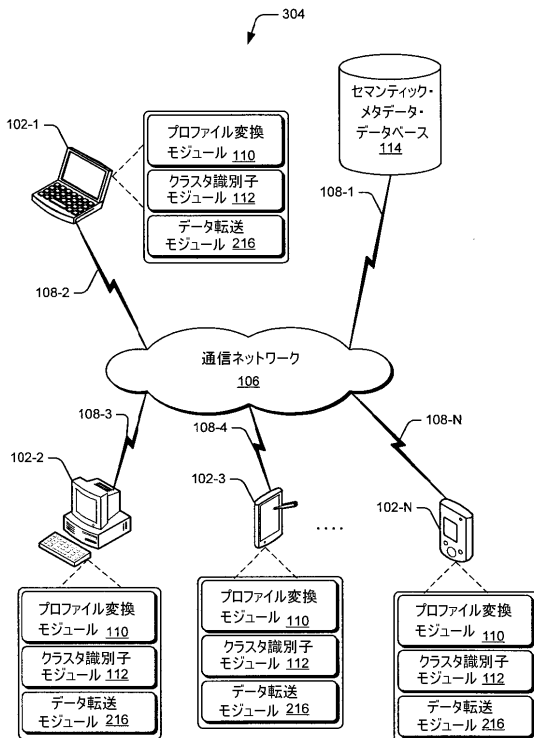 304
102-1
プロファイル変換
モジュール 110
クラスタ識別子
モジュール 112
データ転送
モジュール 216
セマンティック・
メタデータ・
データベース
114
108-1
108-2
通信ネットワーク
106
108-3
108-4
108-N
102-2
102-3
....
102-N
プロファイル変換
モジュール 110
クラスタ識別子
モジュール 112
データ転送
モジュール 216
プロファイル変換
モジュール 110
クラスタ識別子
モジュール 112
データ転送
モジュール 216
プロファイル変換
モジュール 110
クラスタ識別子
モジュール 112
データ転送
モジュール 216